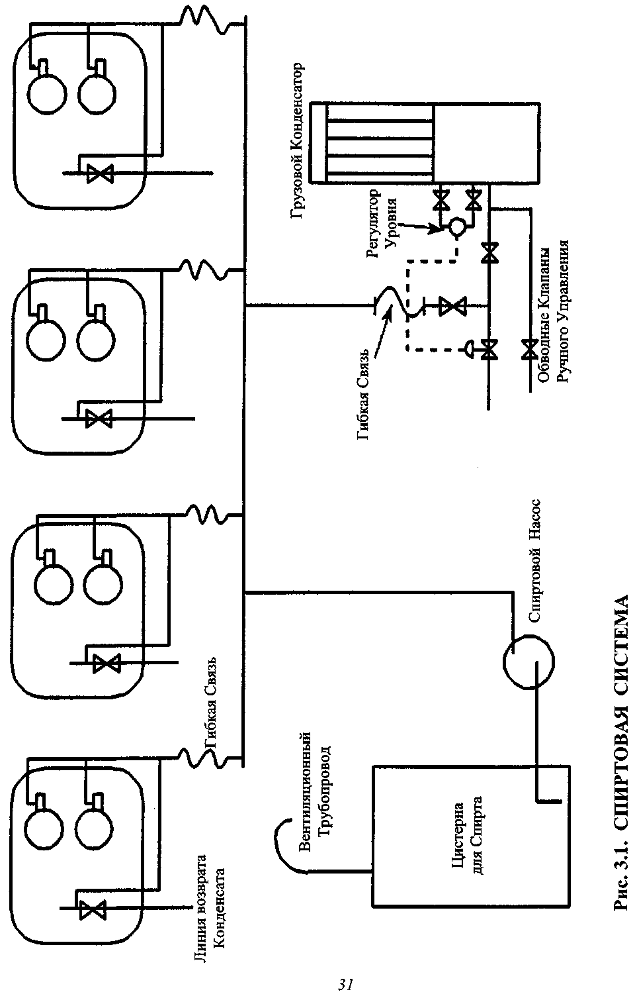 Грузовой Конденсатор
Регулятор
Уровня
Гибкая Связь
Обводные Клапаны
Ручного Управления
Гибкая Связь
Спиртовой Насос
Линия возврата
Конденсата
Вентиляционный
Трубопровод
Цистерна
для Спирта
Рис. 3.1. СПИРТОВАЯ СИСТЕМА
31